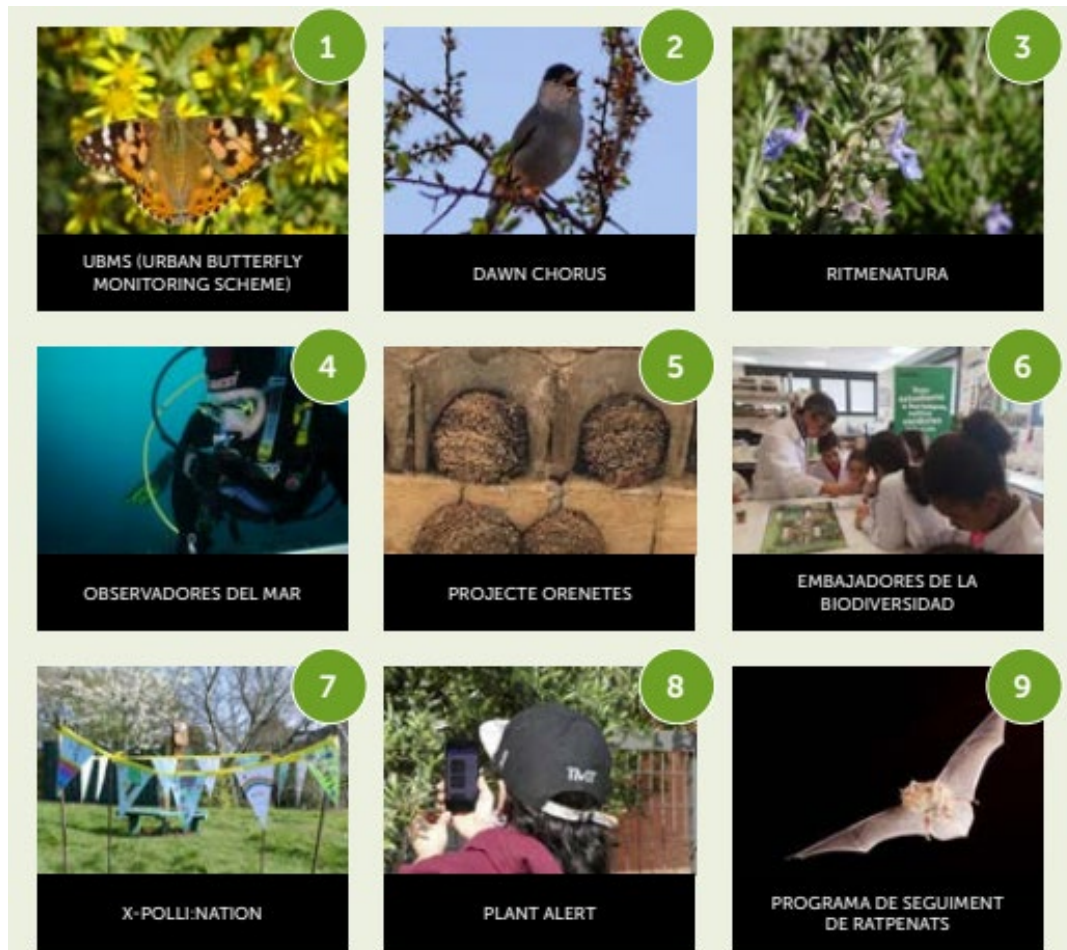 1
2
3
UBMS (URBAN BUTTERFLY
MONITORING SCHEME)
DAWN CHORUS
RITMENATURA
4
5
6
OBSERVADORES DEL MAR
PROJECTE ORENETES
EMBAJADORES DE LA
BIODIVERSIDAD
7
8
TMT
9
X-POLLI:NATION
PLANT ALERT
PROGRAMA DE SEGUIMENT
DE RATPENATS